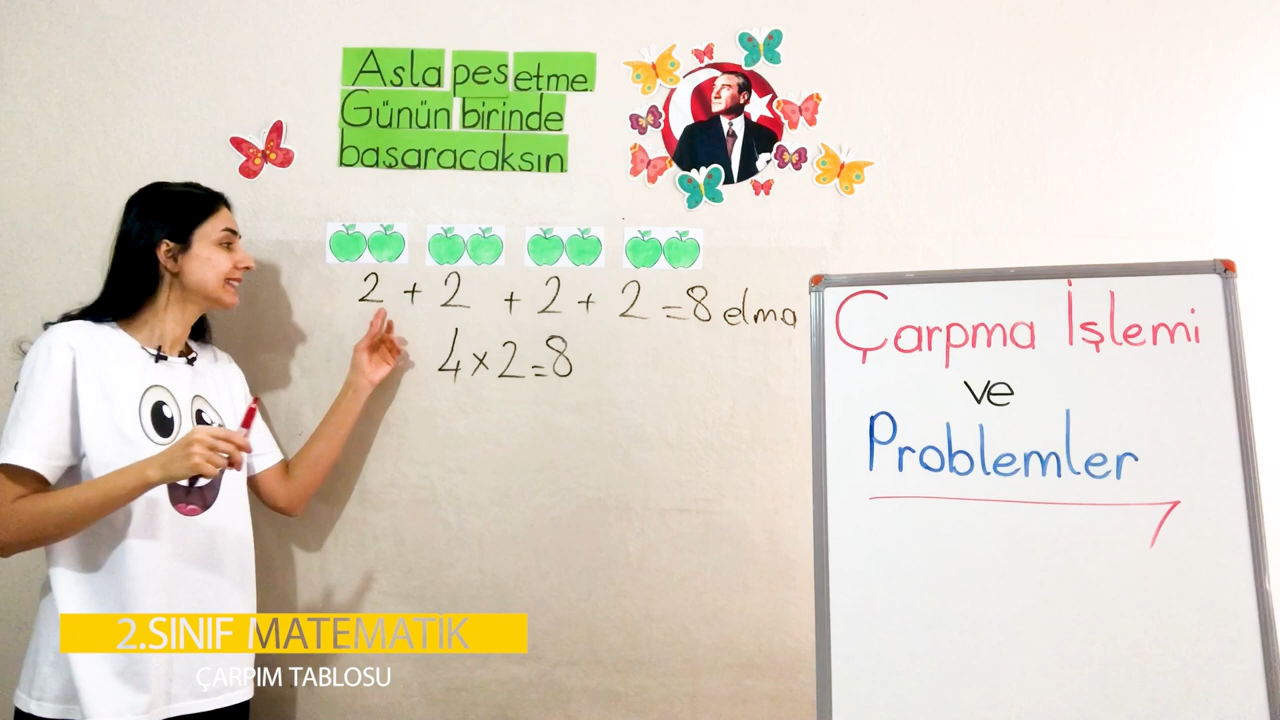 Asla pes etme.
Günün birinde
basaracaksın.
2 + 2 + 2 + 2 = 8 elma
4 x 2 = 8
Çarpma İşlemi
ve
Problemler
2.SINIF MATEMATİK
ÇARPIM TABLOSU